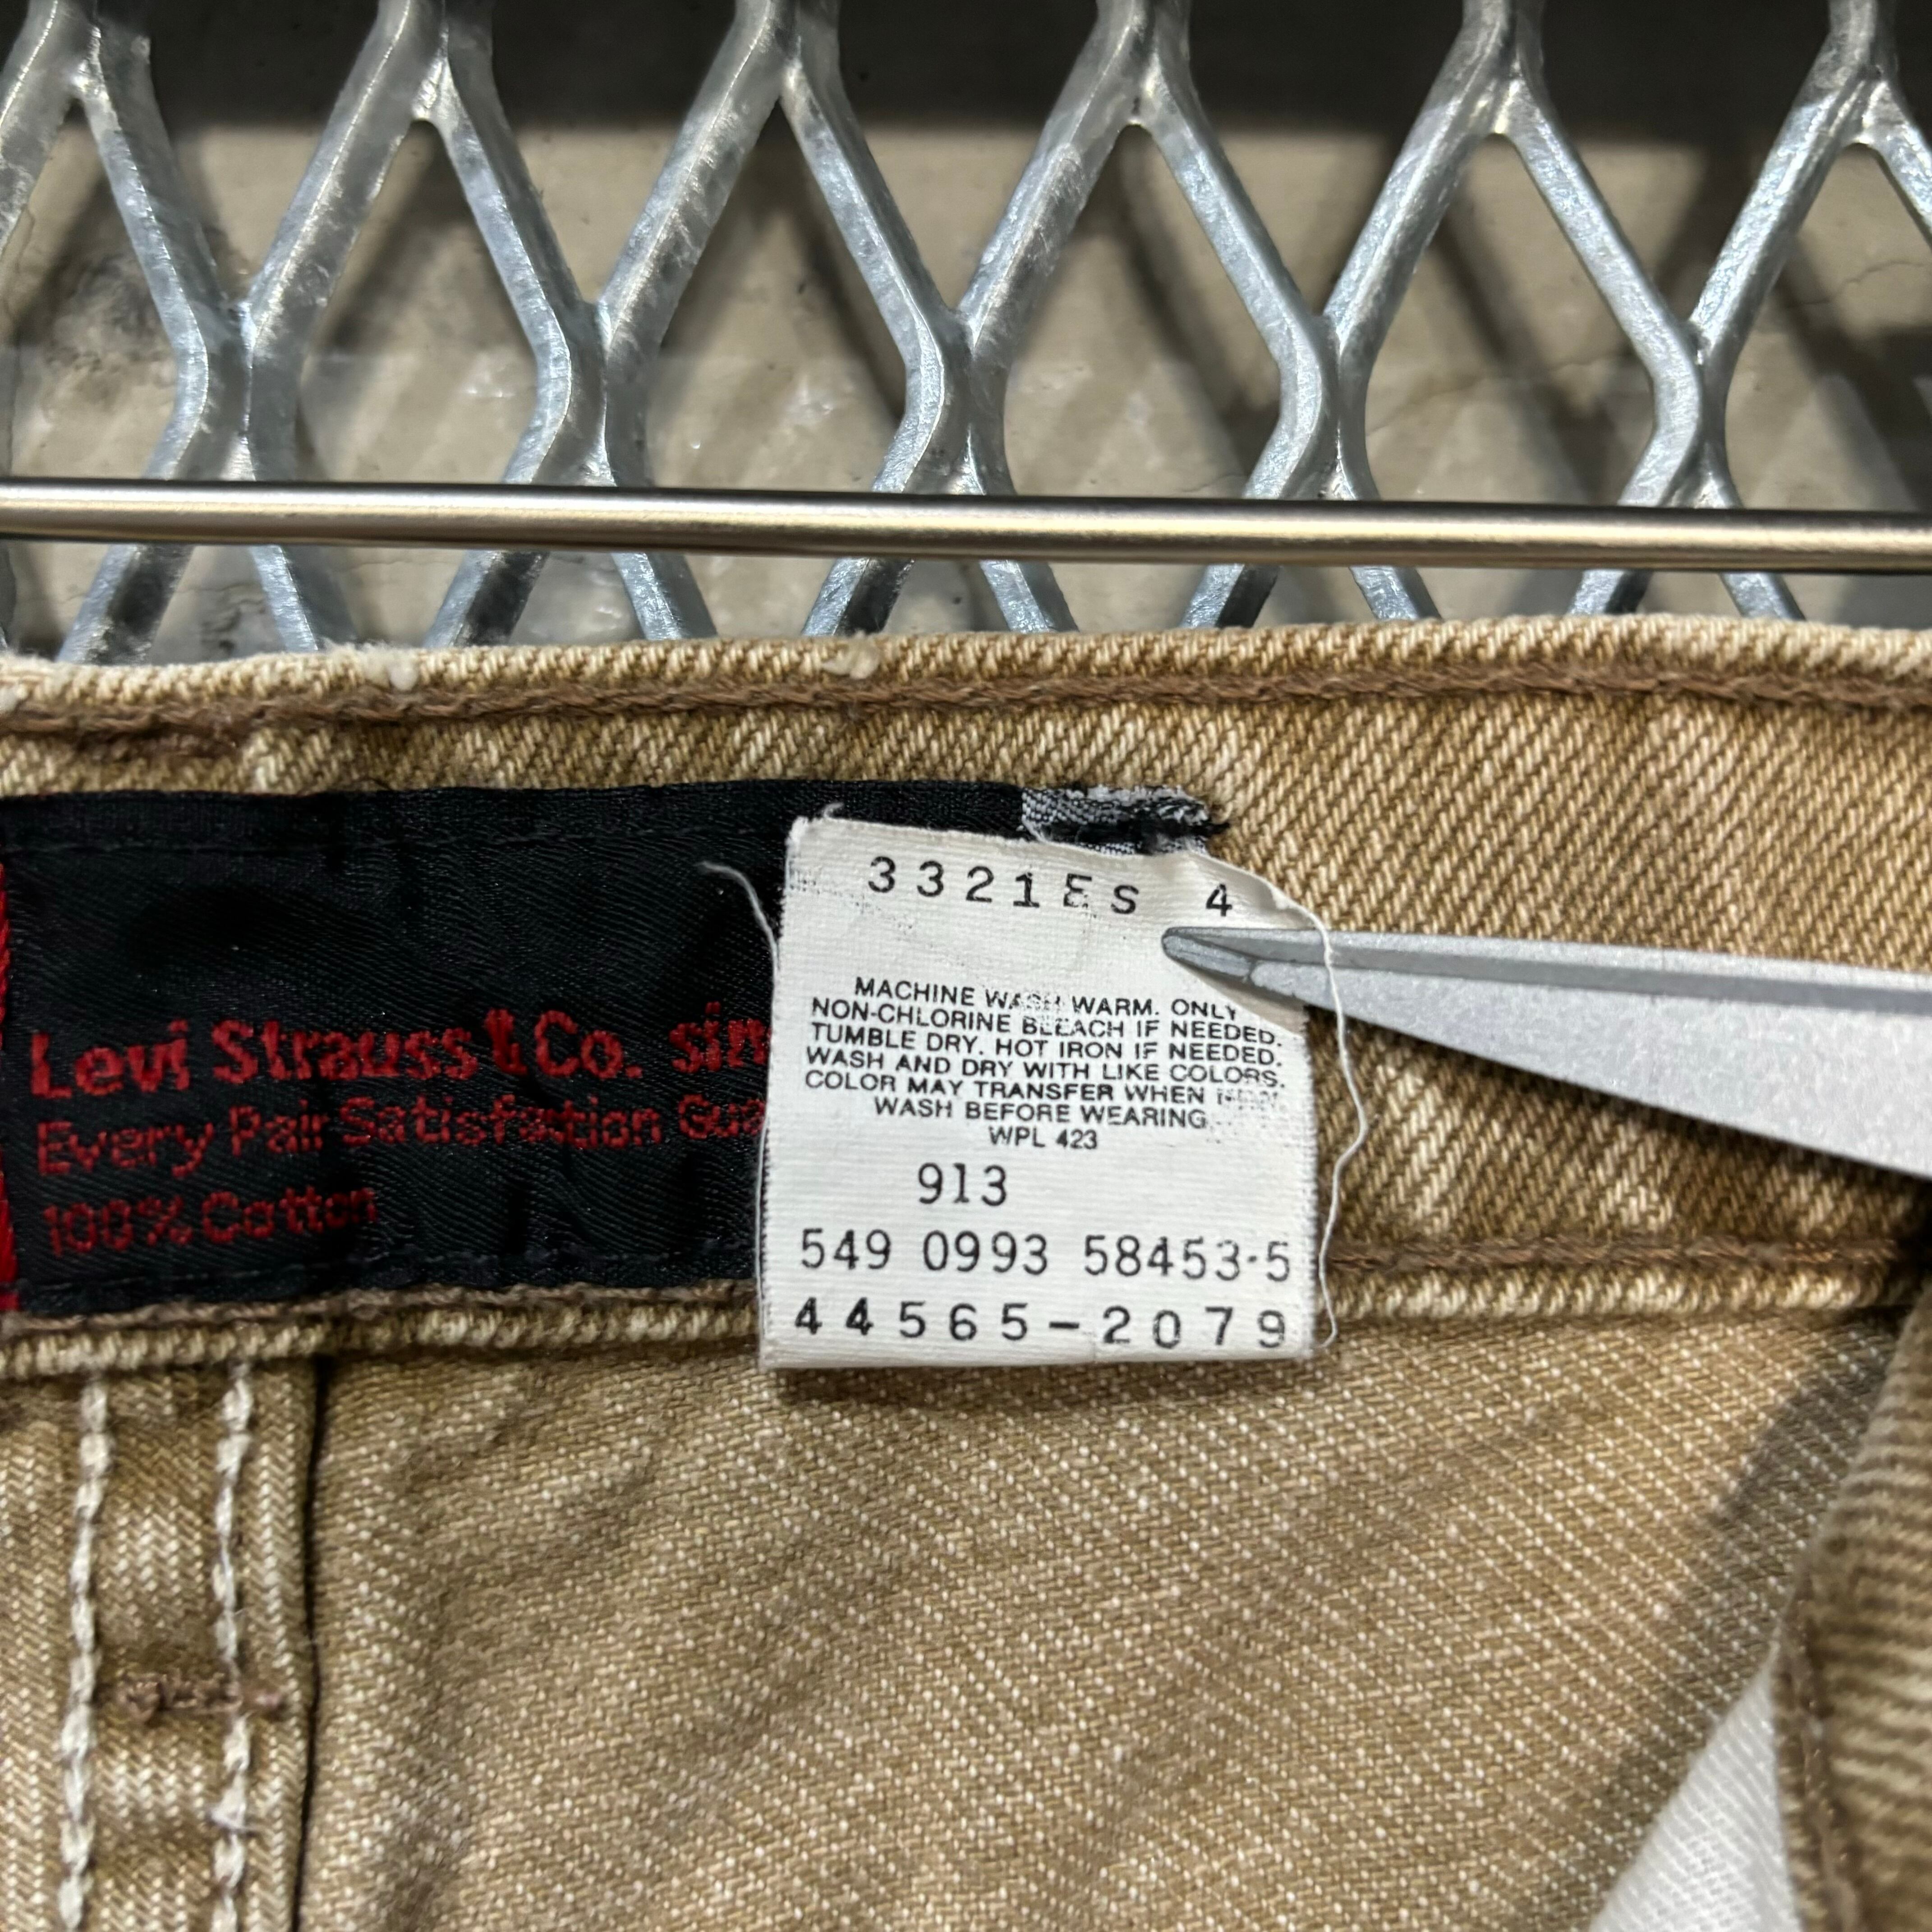 Levi Strauss & Co. sin
Every Pair Satisfaction Gua
100% Cotton
3321ES 4
MACHINE WASH WARM. ONLY
NON-CHLORINE BLEACH IF NEEDED.
TUMBLE DRY. HOT IRON IF NEEDED.
WASH AND DRY WITH LIKE COLORS.
COLOR MAY TRANSFER WHEN
WASH BEFORE WEARING
WPL 423
913
549 0993 58453-5
44565-2079